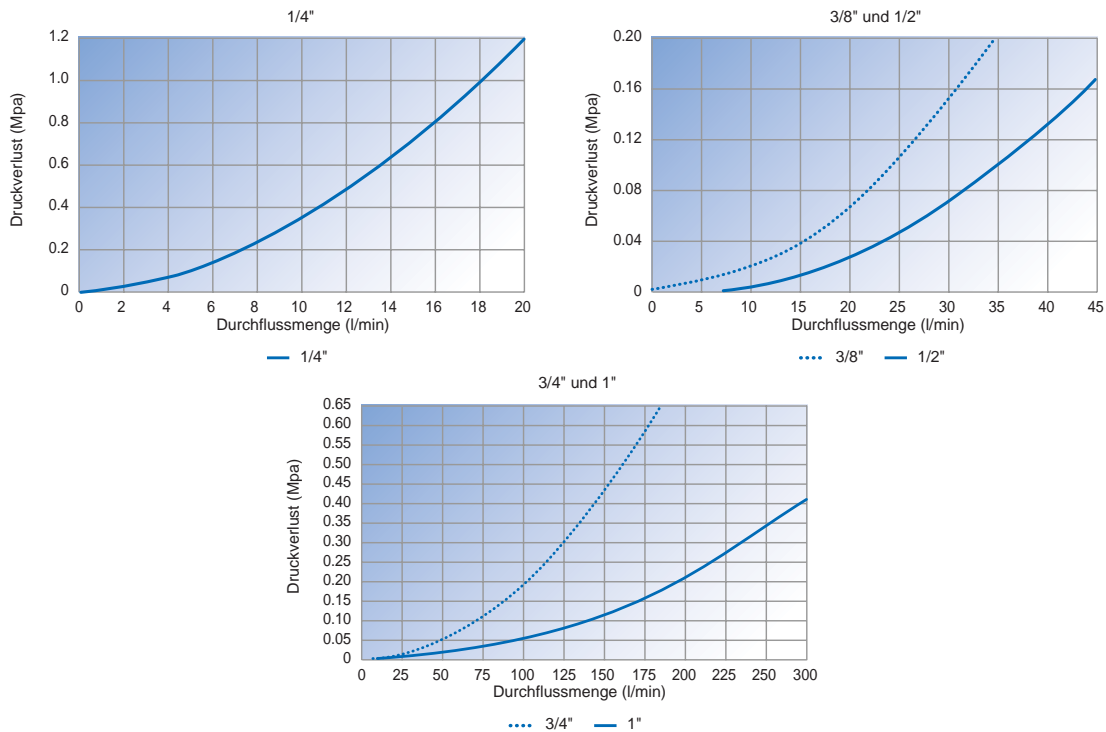 1/4"
1.2
1.0
0.8
0.6
0.4
0.2
0
Druckverlust (Mpa)
0 2 4 6 8 10 12 14 16 18 20
Durchflussmenge (l/min)
1/4"
3/8" und 1/2"
0.20
0.16
0.12
0.08
0.04
0
Druckverlust (Mpa)
0 5 10 15 20 25 30 35 40 45
Durchflussmenge (l/min)
3/8" 1/2"
3/4" und 1"
0.65
0.60
0.55
0.50
0.45
0.40
0.35
0.30
0.25
0.20
0.15
0.10
0.05
0
Druckverlust (Mpa)
0 25 50 75 100 125 150 175 200 225 250 300
Durchflussmenge (l/min)
3/4" 1"